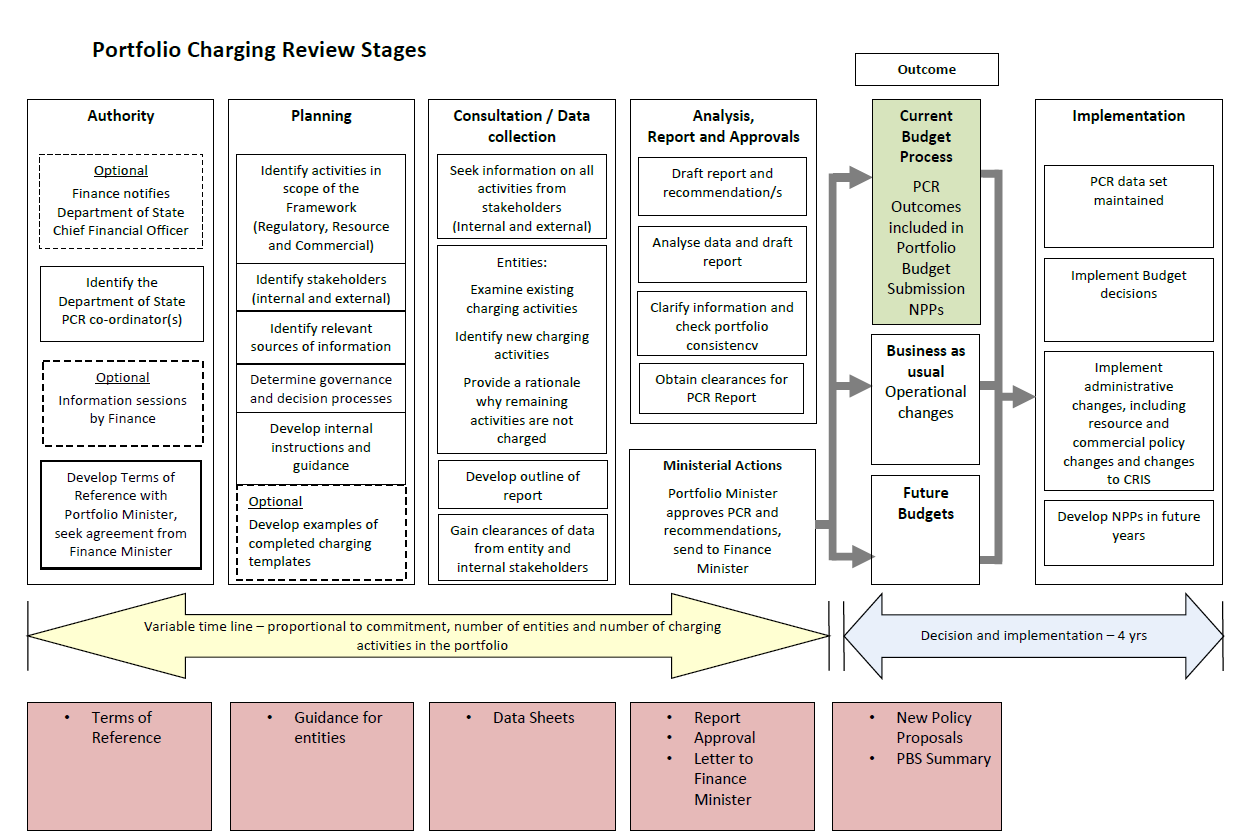 Portfolio Charging Review Stages
Outcome
Authority
Optional
Finance notifies
Department of State
Chief Financial Officer
Identify the
Department of State
PCR co-ordinator(s)
Optional
Information sessions
by Finance
Develop Terms of
Reference with
Portfolio Minister,
seek agreement from
Finance Minister
Planning
Identify activities in
scope of the
Framework
(Regulatory, Resource
and Commercial)
Identify stakeholders
(internal and external)
Identify relevant
sources of information
Determine governance
and decision processes
Develop internal
instructions and
guidance
Optional
Develop examples of
completed charging
templates
Consultation / Data
collection
Seek information on all
activities from
stakeholders
(Internal and external)
Entities:
Examine existing
charging activities
Identify new charging
activities
Provide a rationale
why remaining
activities are not
charged
Develop outline of
report
Gain clearances of data
from entity and
internal stakeholders
Analysis,
Report and Approvals
Draft report and
recommendation/s
Analyse data and draft
report
Clarify information and
check portfolio
consistency
Obtain clearances for
PCR Report
Ministerial Actions
Portfolio Minister
approves PCR and
recommendations,
send to Finance
Minister
Current
Budget
Process
PCR
Outcomes
included in
Portfolio
Budget
Submission
NPPs
Business as
usual
Operational
changes
Future
Budgets
Implementation
PCR data set
maintained
Implement Budget
decisions
Implement
administrative
changes, including
resource and
commercial policy
changes and changes
to CRIS
Develop NPPs in future
years
Variable time line – proportional to commitment, number of entities and number of charging
activities in the portfolio
Decision and implementation – 4 yrs
• Terms of
Reference
• Guidance for
entities
• Data Sheets
• Report
• Approval
• Letter to
Finance
Minister
• New Policy
Proposals
• PBS Summary